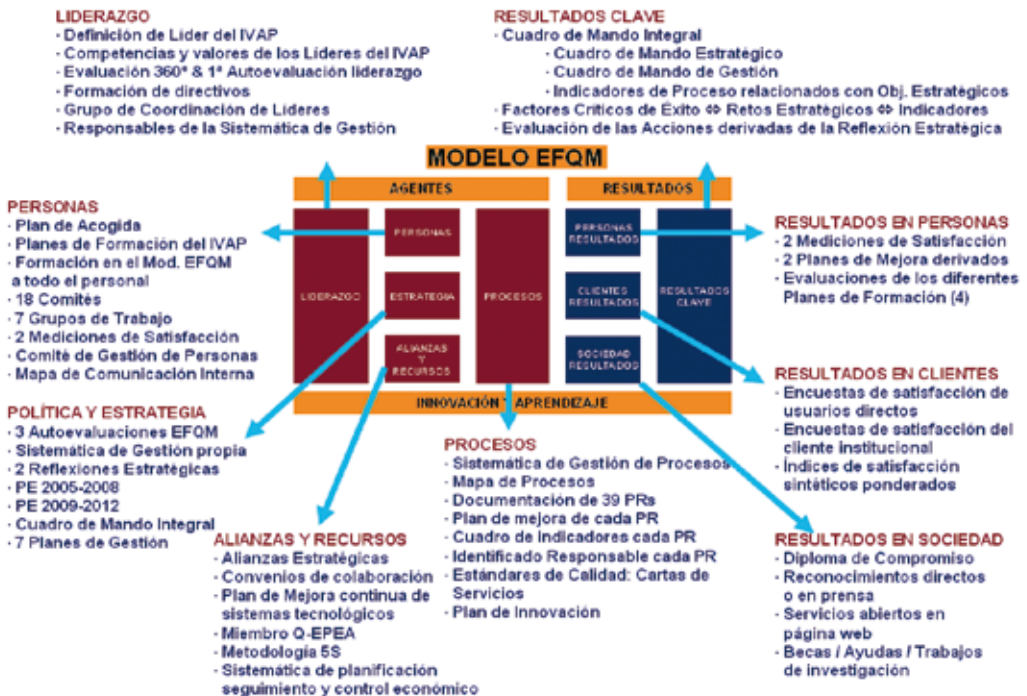 LIDERAZGO
· Definición de Líder del IVAP
· Competencias y valores de los Líderes del IVAP
· Evaluación 360º & 1ª Autoevaluación liderazgo
· Formación de directivos
· Grupo de Coordinación de Líderes
· Responsables de la Sistemática de Gestión
RESULTADOS CLAVE
· Cuadro de Mando Integral
· Cuadro de Mando Estratégico
· Cuadro de Mando de Gestión
· Indicadores de Proceso relacionados con Obj. Estratégicos
· Factores Críticos de Éxito ⇔ Retos Estratégicos ⇔ Indicadores
· Evaluación de las Acciones derivadas de la Reflexión Estratégica
MODELO EFQM
AGENTES
RESULTADOS
LIDERAZGO
PERSONAS
ESTRATEGIA
ALIANZAS
Y
RECURSOS
PROCESOS
PERSONAS
RESULTADOS
CLIENTES
RESULTADOS
SOCIEDAD
RESULTADOS
RESULTADOS
CLAVE
INNOVACIÓN Y APRENDIZAJE
PERSONAS
· Plan de Acogida
· Planes de Formación del IVAP
· Formación en el Mod. EFQM
a todo el personal
· 18 Comités
· 7 Grupos de Trabajo
· 2 Mediciones de Satisfacción
· Comité de Gestión de Personas
· Mapa de Comunicación Interna
POLÍTICA Y ESTRATEGIA
· 3 Autoevaluaciones EFQM
· Sistemática de Gestión propia
· 2 Reflexiones Estratégicas
· PE 2005-2008
· PE 2009-2012
· Cuadro de Mando Integral
· 7 Planes de Gestión
ALIANZAS Y RECURSOS
· Alianzas Estratégicas
· Convenios de colaboración
· Plan de Mejora continua de
sistemas tecnológicos
· Miembro Q-EPEA
· Metodología 5S
· Sistemática de planificación
seguimiento y control económico
PROCESOS
· Sistemática de Gestión de Procesos
· Mapa de Procesos
· Documentación de 39 PRs
· Plan de mejora de cada PR
· Cuadro de Indicadores cada PR
· Identificado Responsable cada PR
· Estándares de Calidad: Cartas de
Servicios
· Plan de Innovación
RESULTADOS EN PERSONAS
· 2 Mediciones de Satisfacción
· 2 Planes de Mejora derivados
· Evaluaciones de los diferentes
Planes de Formación (4)
RESULTADOS EN CLIENTES
· Encuestas de satisfacción de
usuarios directos
· Encuestas de satisfacción del
cliente institucional
· Índices de satisfacción
sintéticos ponderados
RESULTADOS EN SOCIEDAD
· Diploma de Compromiso
· Reconocimientos directos
o en prensa
· Servicios abiertos en
página web
· Becas / Ayudas / Trabajos
de investigación